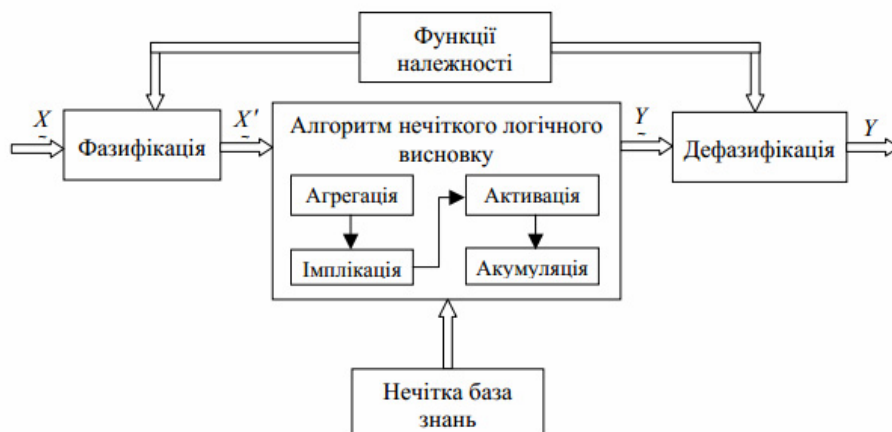 Функції
належності
X
~
Фазифікація
X'
~
Алгоритм нечіткого логічного
висновку
Агрегація
Активація
Імплікація
Акумуляція
Y
~
Дефазифікація
Y
Нечітка база
знань